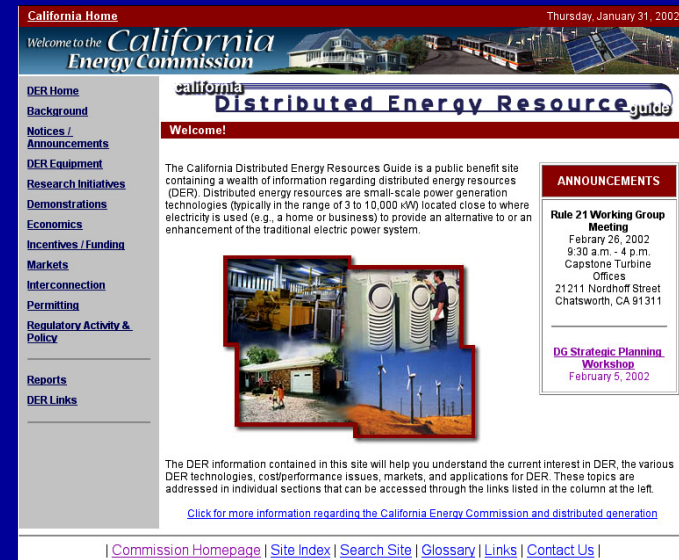 California Home
Thursday, January 31, 2002
Welcome to the California
Energy Commission
DER Home
Background
Notices /
Announcements
DER Equipment
Research Initiatives
Demonstrations
Economics
Incentives / Funding
Markets
Interconnection
Permitting
Regulatory Activity &
Policy
Reports
DER Links
california
Distributed Energy Resource guide
Welcome!
The California Distributed Energy Resources Guide is a public benefit site
containing a wealth of information regarding distributed energy resources
(DER). Distributed energy resources are small-scale power generation
technologies (typically in the range of 3 to 10,000 kW) located close to where
electricity is used (e.g., a home or business) to provide an alternative to or an
enhancement of the traditional electric power system.
ANNOUNCEMENTS
Rule 21 Working Group
Meeting
Febrary 26, 2002
9:30 a.m. - 4 p.m.
Capstone Turbine
Offices
21211 Nordhoff Street
Chatsworth, CA 91311
DG Strategic Planning
Workshop
February 5, 2002
The DER information contained in this site will help you understand the current interest in DER, the various
DER technologies, cost/performance issues, markets, and applications for DER. These topics are
addressed in individual sections that can be accessed through the links listed in the column at the left.
Click for more information regarding the California Energy Commission and distributed generation
| Commission Homepage | Site Index | Search Site | Glossary | Links | Contact Us |